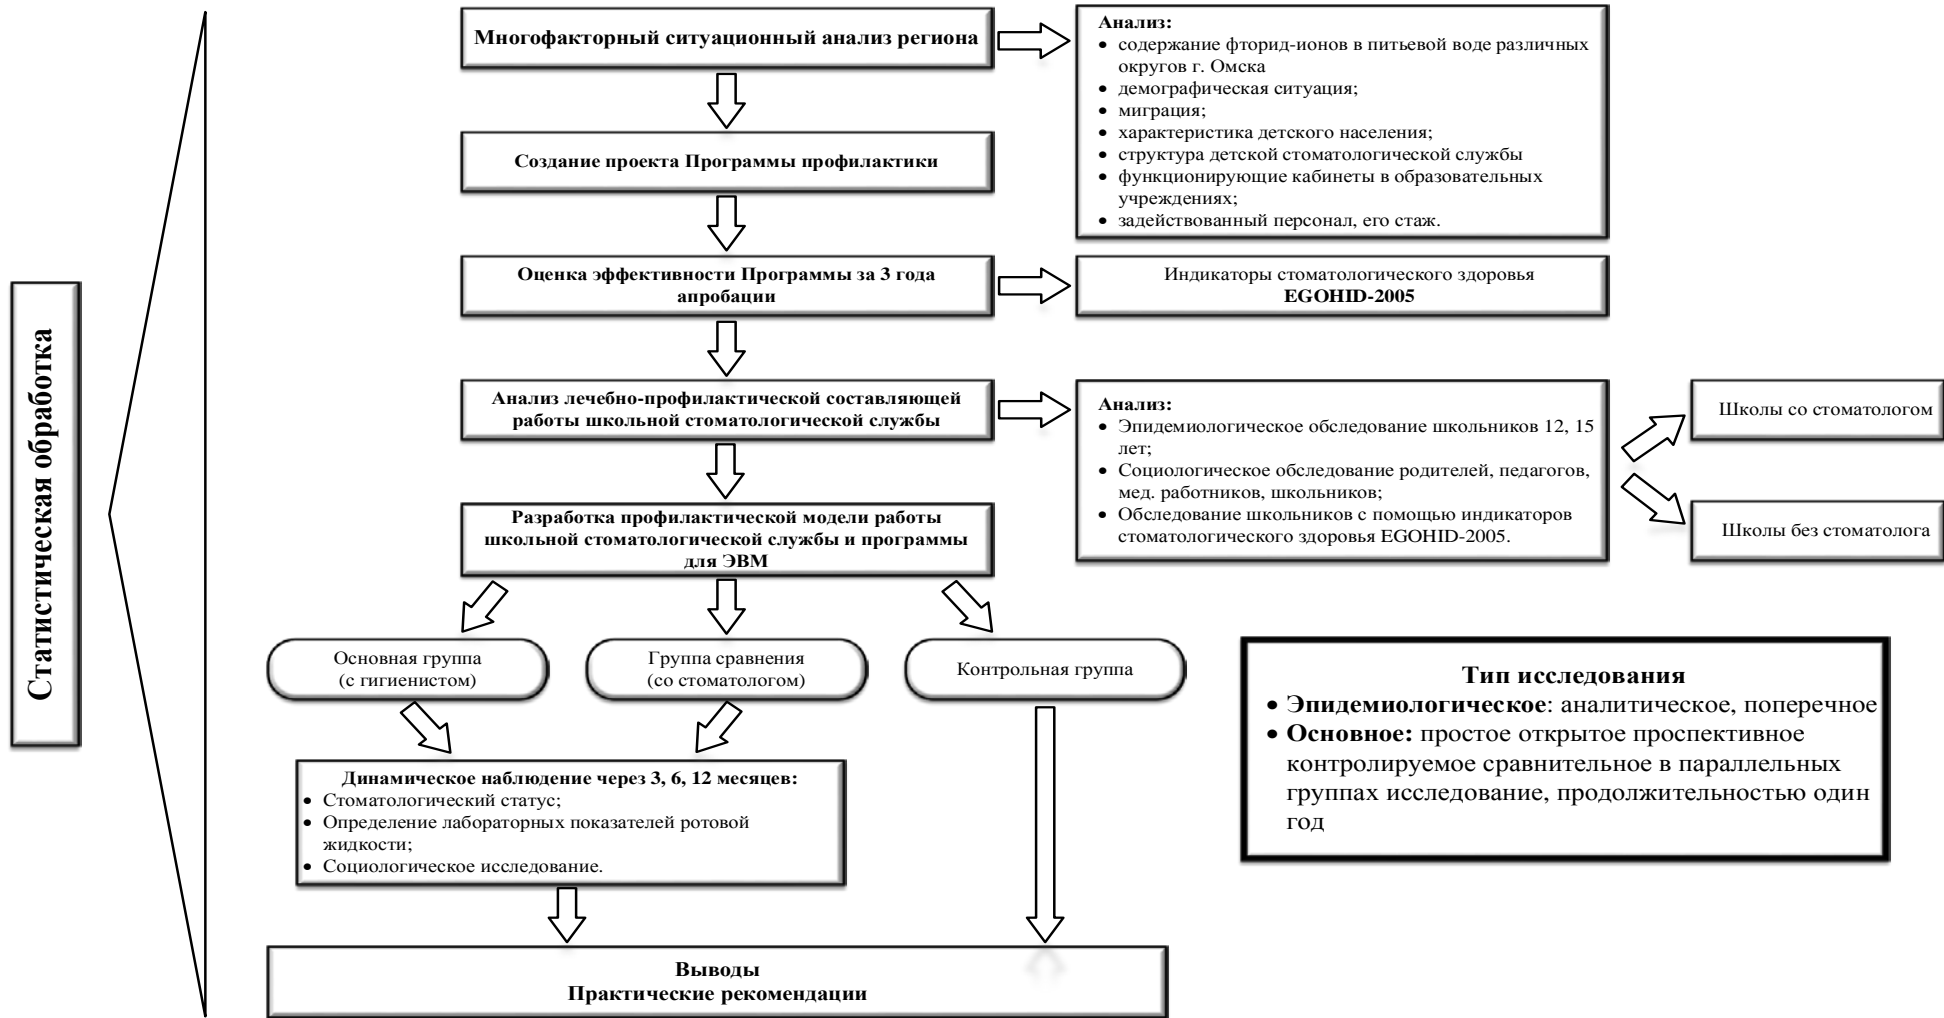 Статистическая обработка
Многофакторный ситуационный анализ региона
Анализ:
• содержание фторид-ионов в питьевой воде различных
округов г. Омска
• демографическая ситуация;
• миграция;
• характеристика детского населения;
• структура детской стоматологической службы
• функционирующие кабинеты в образовательных
учреждениях;
• задействованный персонал, его стаж.
Создание проекта Программы профилактики
Оценка эффективности Программы за 3 года
апробации
Индикаторы стоматологического здоровья
EGOHID-2005
Анализ лечебно-профилактической составляющей
работы школьной стоматологической службы
Анализ:
• Эпидемиологическое обследование школьников 12, 15
лет;
• Социологическое обследование родителей, педагогов,
мед. работников, школьников;
• Обследование школьников с помощью индикаторов
стоматологического здоровья EGOHID-2005.
Школы со стоматологом
Школы без стоматолога
Разработка профилактической модели работы
школьной стоматологической службы и программы
для ЭВМ
Основная группа
(с гигиенистом)
Группа сравнения
(со стоматологом)
Контрольная группа
Динамическое наблюдение через 3, 6, 12 месяцев:
• Стоматологический статус;
• Определение лабораторных показателей ротовой
жидкости;
• Социологическое исследование.
Тип исследования
• Эпидемиологическое: аналитическое, поперечное
• Основное: простое открытое проспективное
контролируемое сравнительное в параллельных
группах исследование, продолжительностью один
год
Выводы
Практические рекомендации